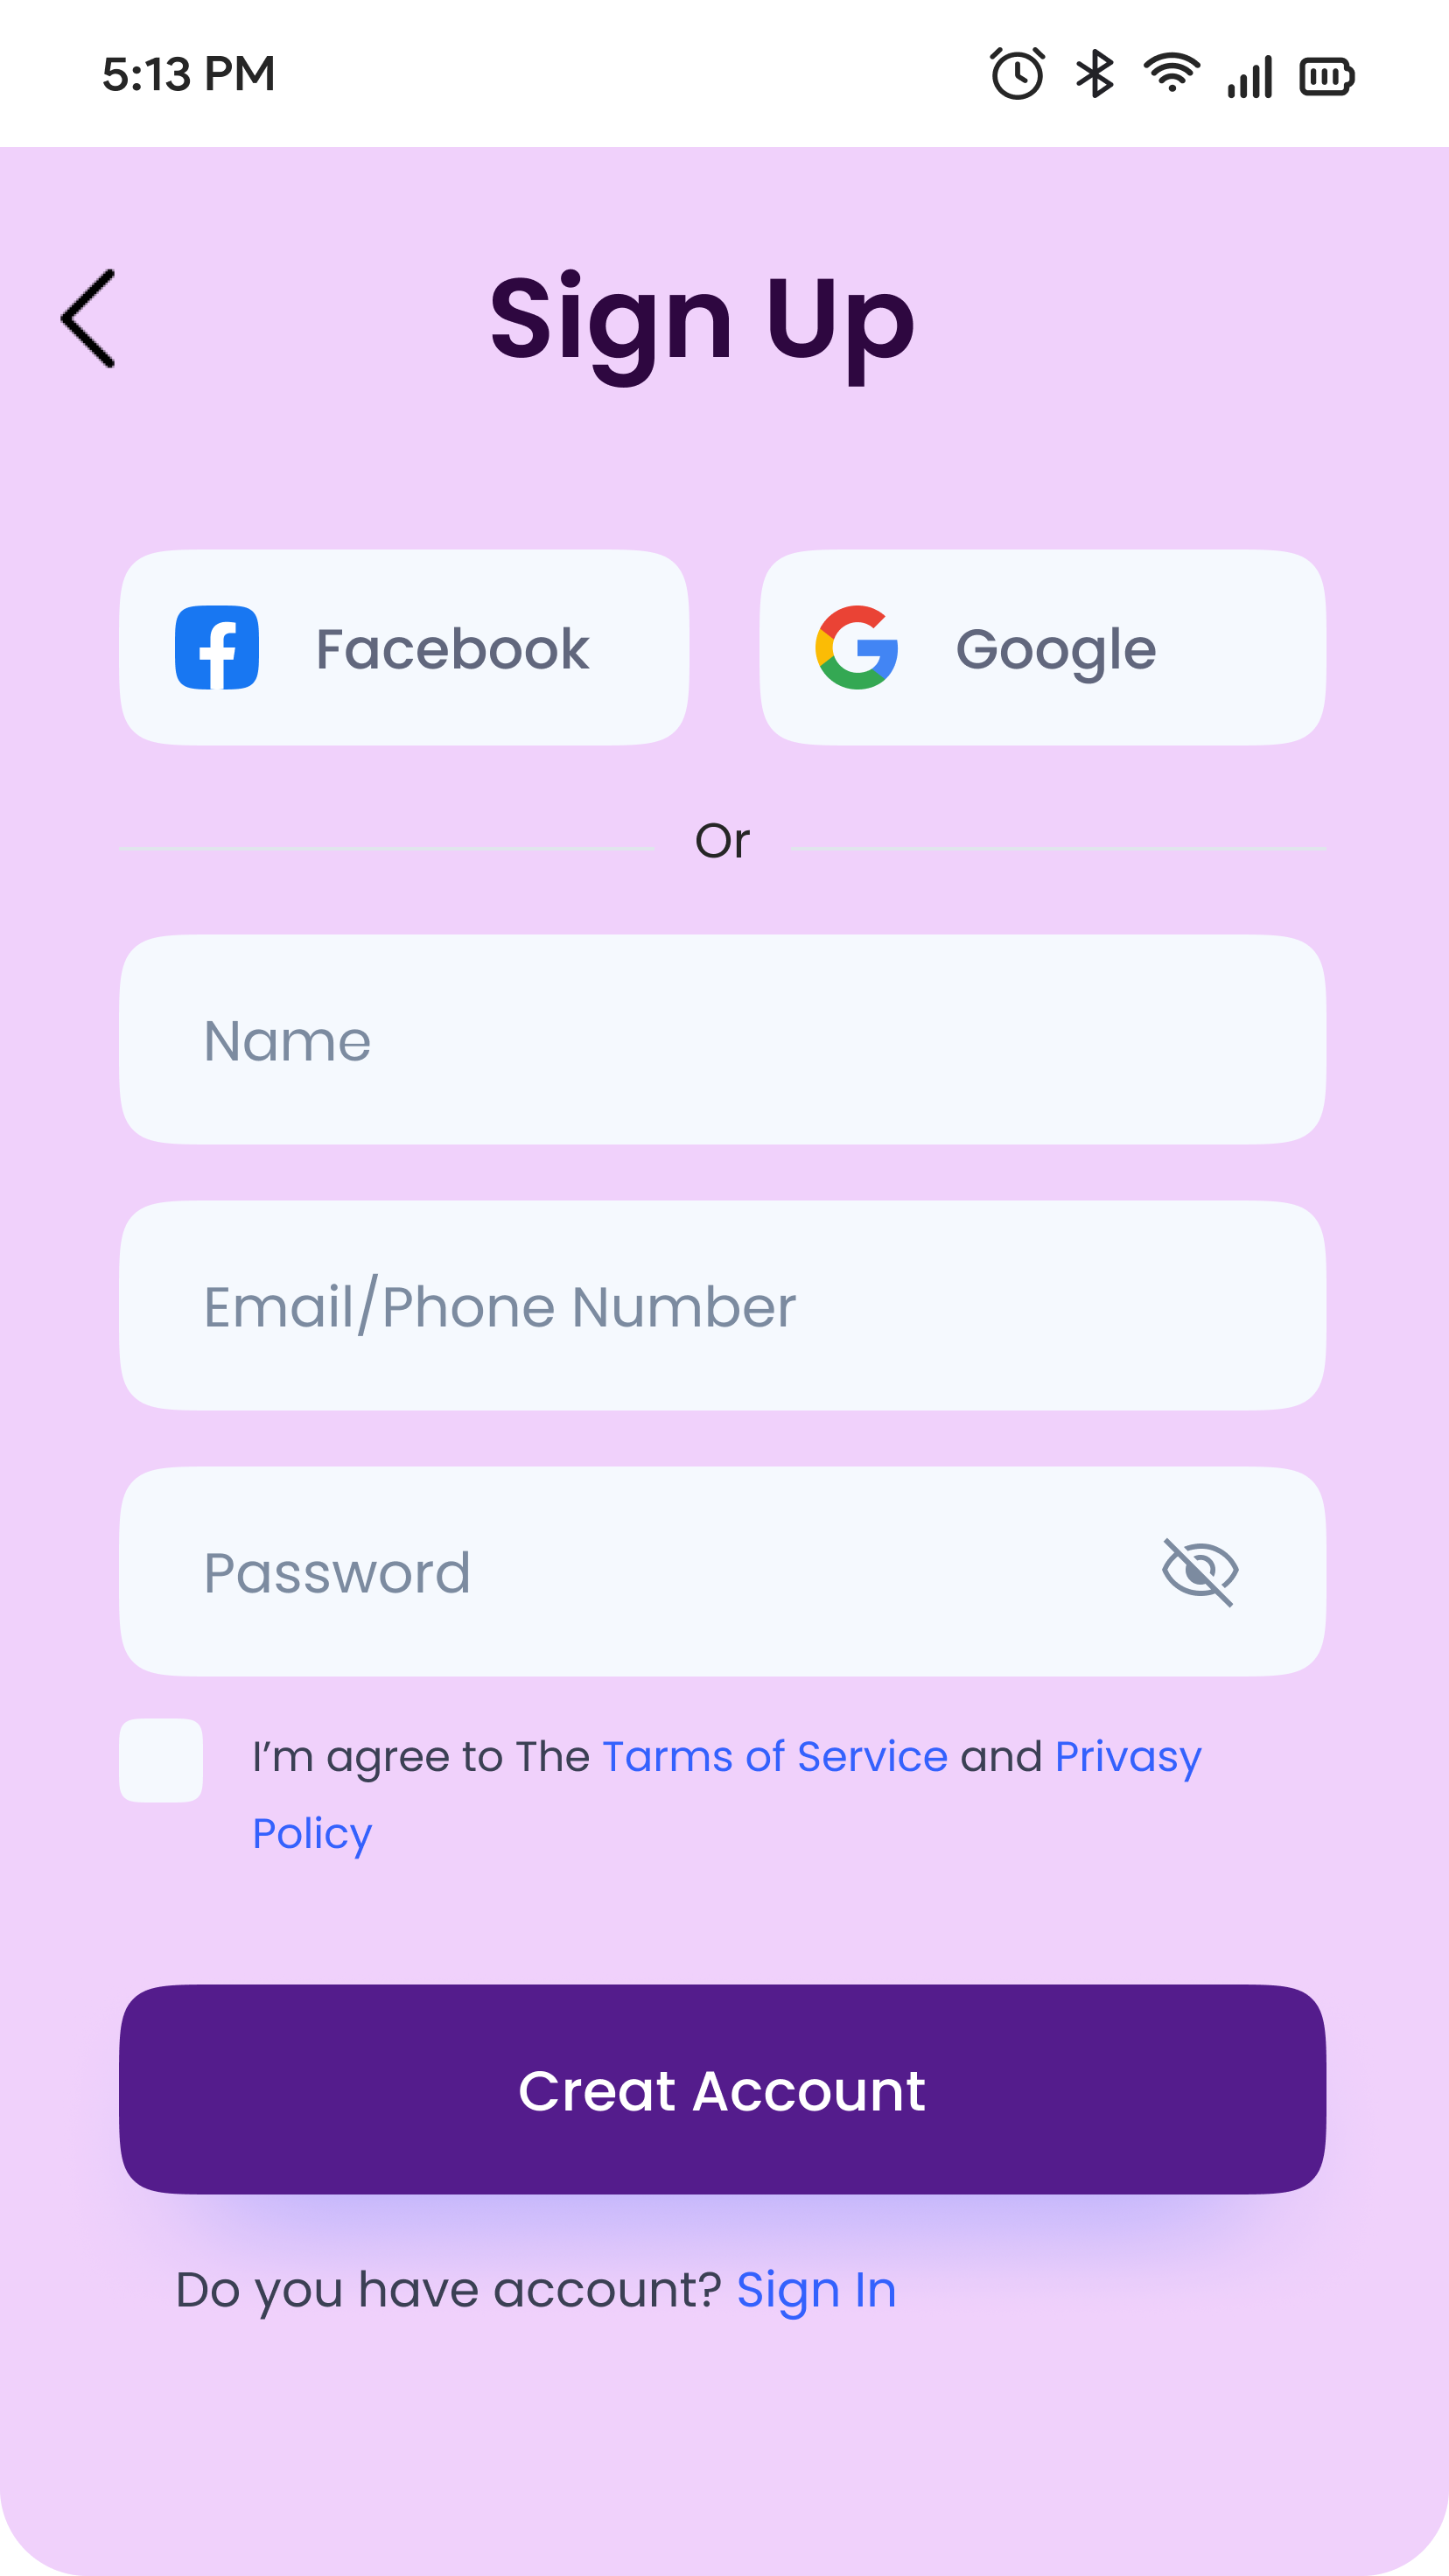 5:13 PM
Sign Up
Facebook
Google
Or
Name
Email/Phone Number
Password
I’m agree to The Tarms of Service and Privasy
Policy
Creat Account
Do you have account? Sign In